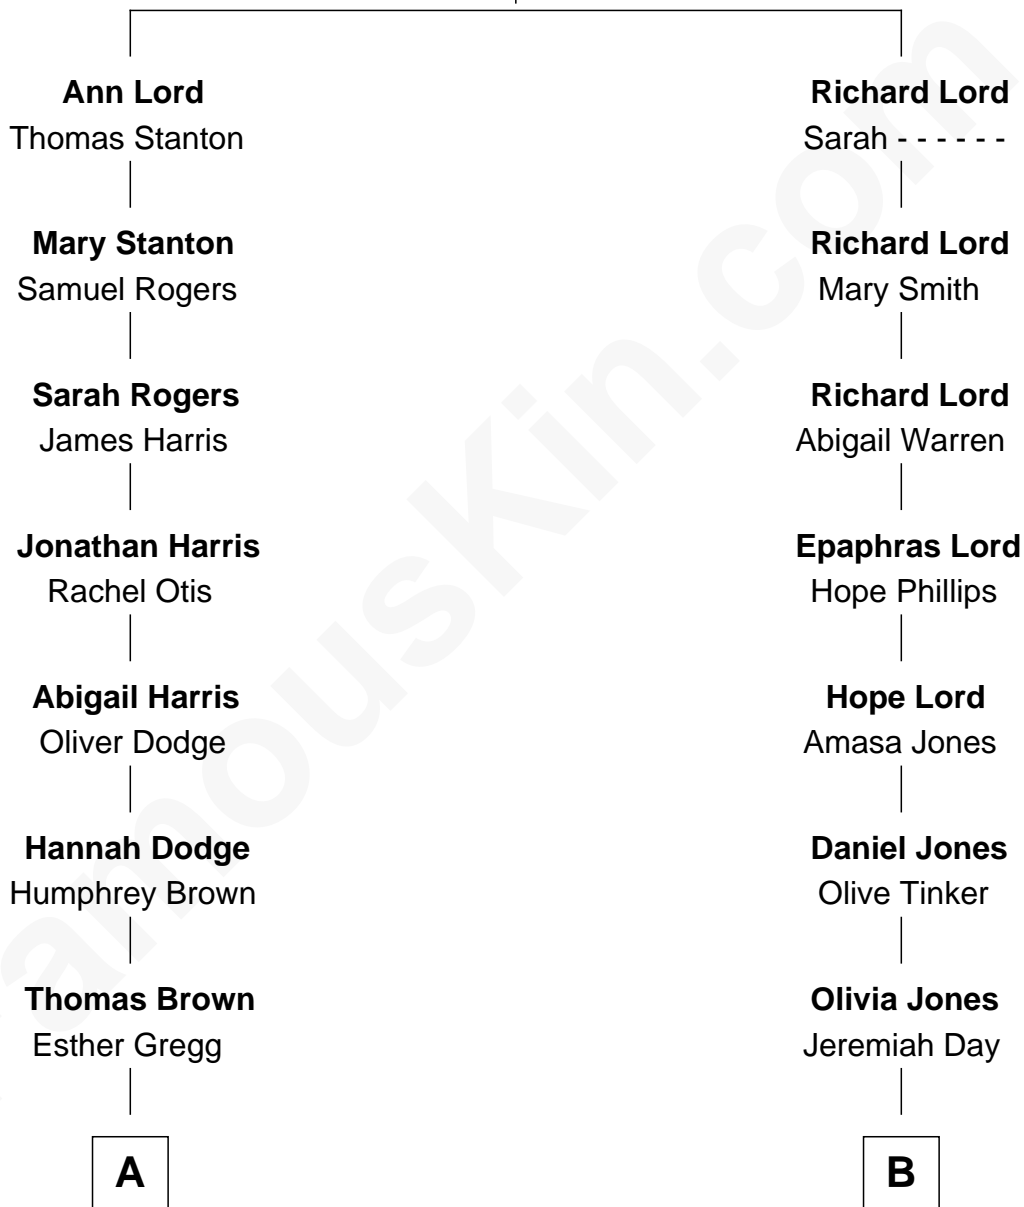 Ann Lord
Thomas Stanton
Mary Stanton
Samuel Rogers
Sarah Rogers
James Harris
Jonathan Harris
Rachel Otis
Abigail Harris
Oliver Dodge
Hannah Dodge
Humphrey Brown
Thomas Brown
Esther Gregg
A
Richard Lord
Sarah - - - - - -
Richard Lord
Mary Smith
Richard Lord
Abigail Warren
Epaphras Lord
Hope Phillips
Hope Lord
Amasa Jones
Daniel Jones
Olive Tinker
Olivia Jones
Jeremiah Day
B
amouskin.com